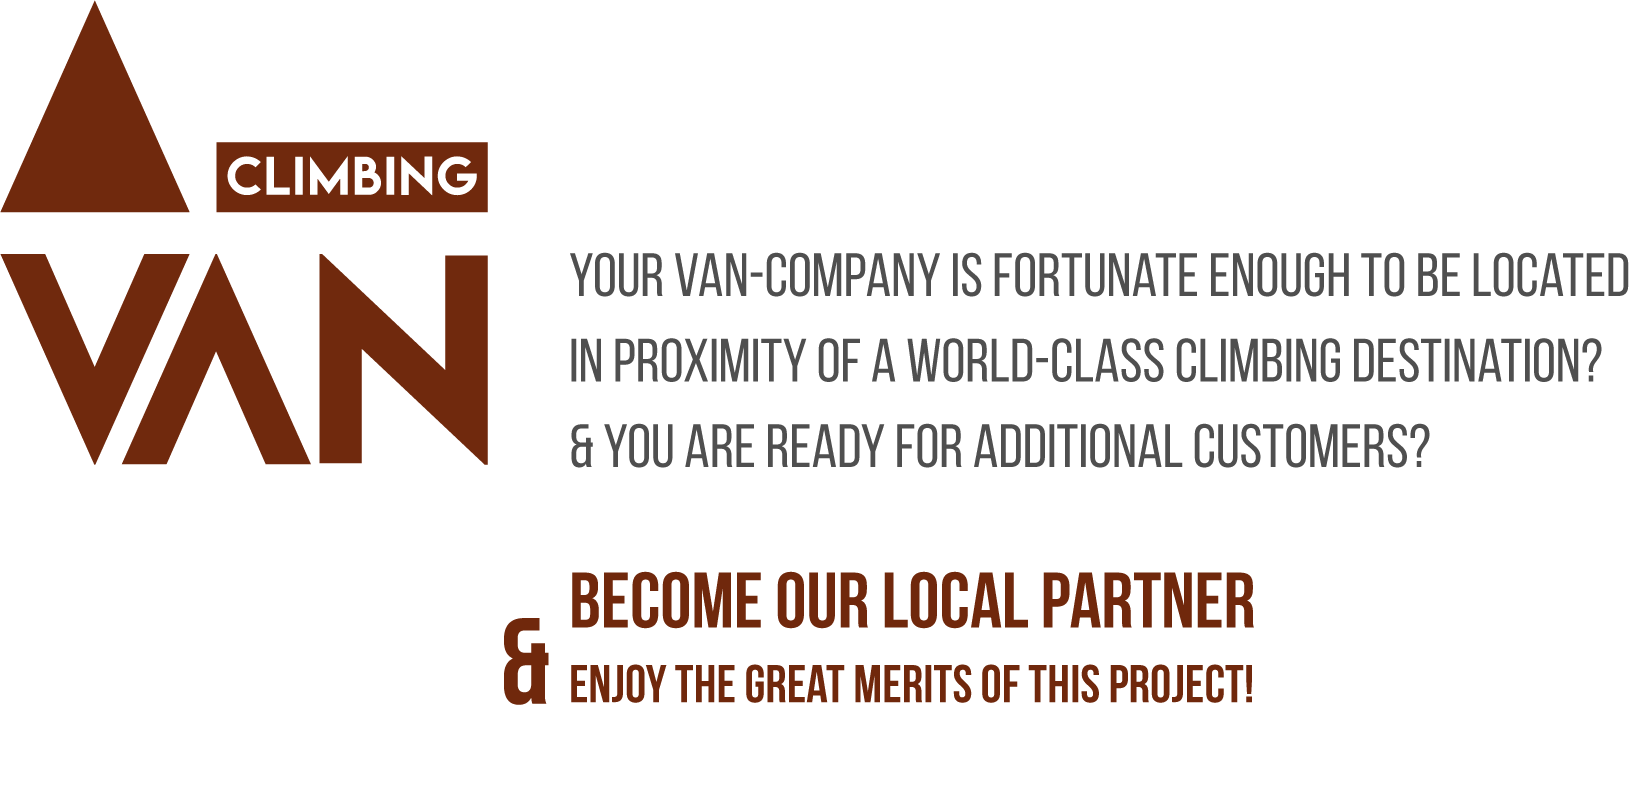 CLIMBING
VAN
YOUR VAN-COMPANY IS FORTUNATE ENOUGH TO BE LOCATED
IN PROXIMITY OF A WORLD-CLASS CLIMBING DESTINATION?
& YOU ARE READY FOR ADDITIONAL CUSTOMERS?
BECOME OUR LOCAL PARTNER
& ENJOY THE GREAT MERITS OF THIS PROJECT!